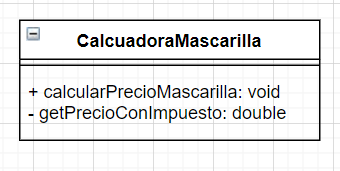 CalcuadoraMascarilla
+ calcularPrecioMascarilla: void
- getPrecioConImpuesto: double